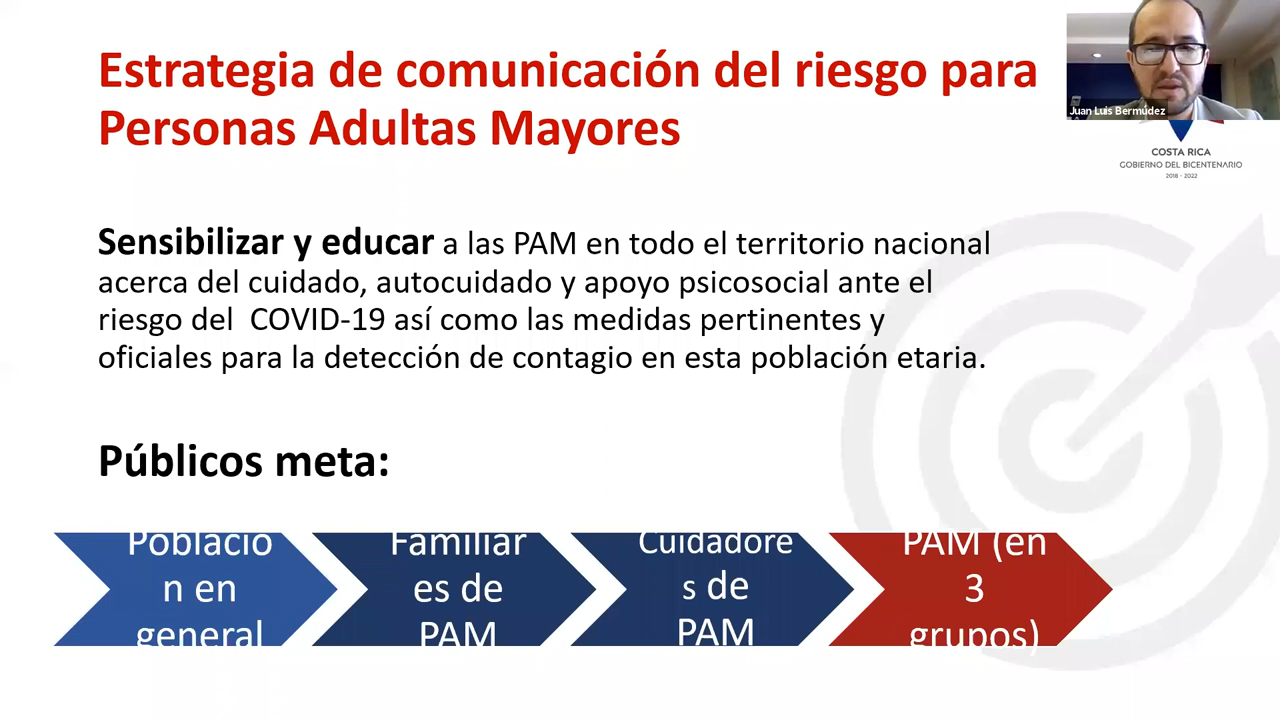 Estrategia de comunicación del riesgo para
Personas Adultas Mayores
Juan Luis Bermúdez
COSTA RICA
GOBIERNO DEL BICENTENARIO
2018 - 2022
Sensibilizar y educar a las PAM en todo el territorio nacional
acerca del cuidado, autocuidado y apoyo psicosocial ante el
riesgo del COVID-19 así como las medidas pertinentes y
oficiales para la detección de contagio en esta población etaria.
Públicos meta:
Població
n en
general
Familiar
es de
PAM
Cuidadore
s de
PAM
PAM (en
3
grupos)